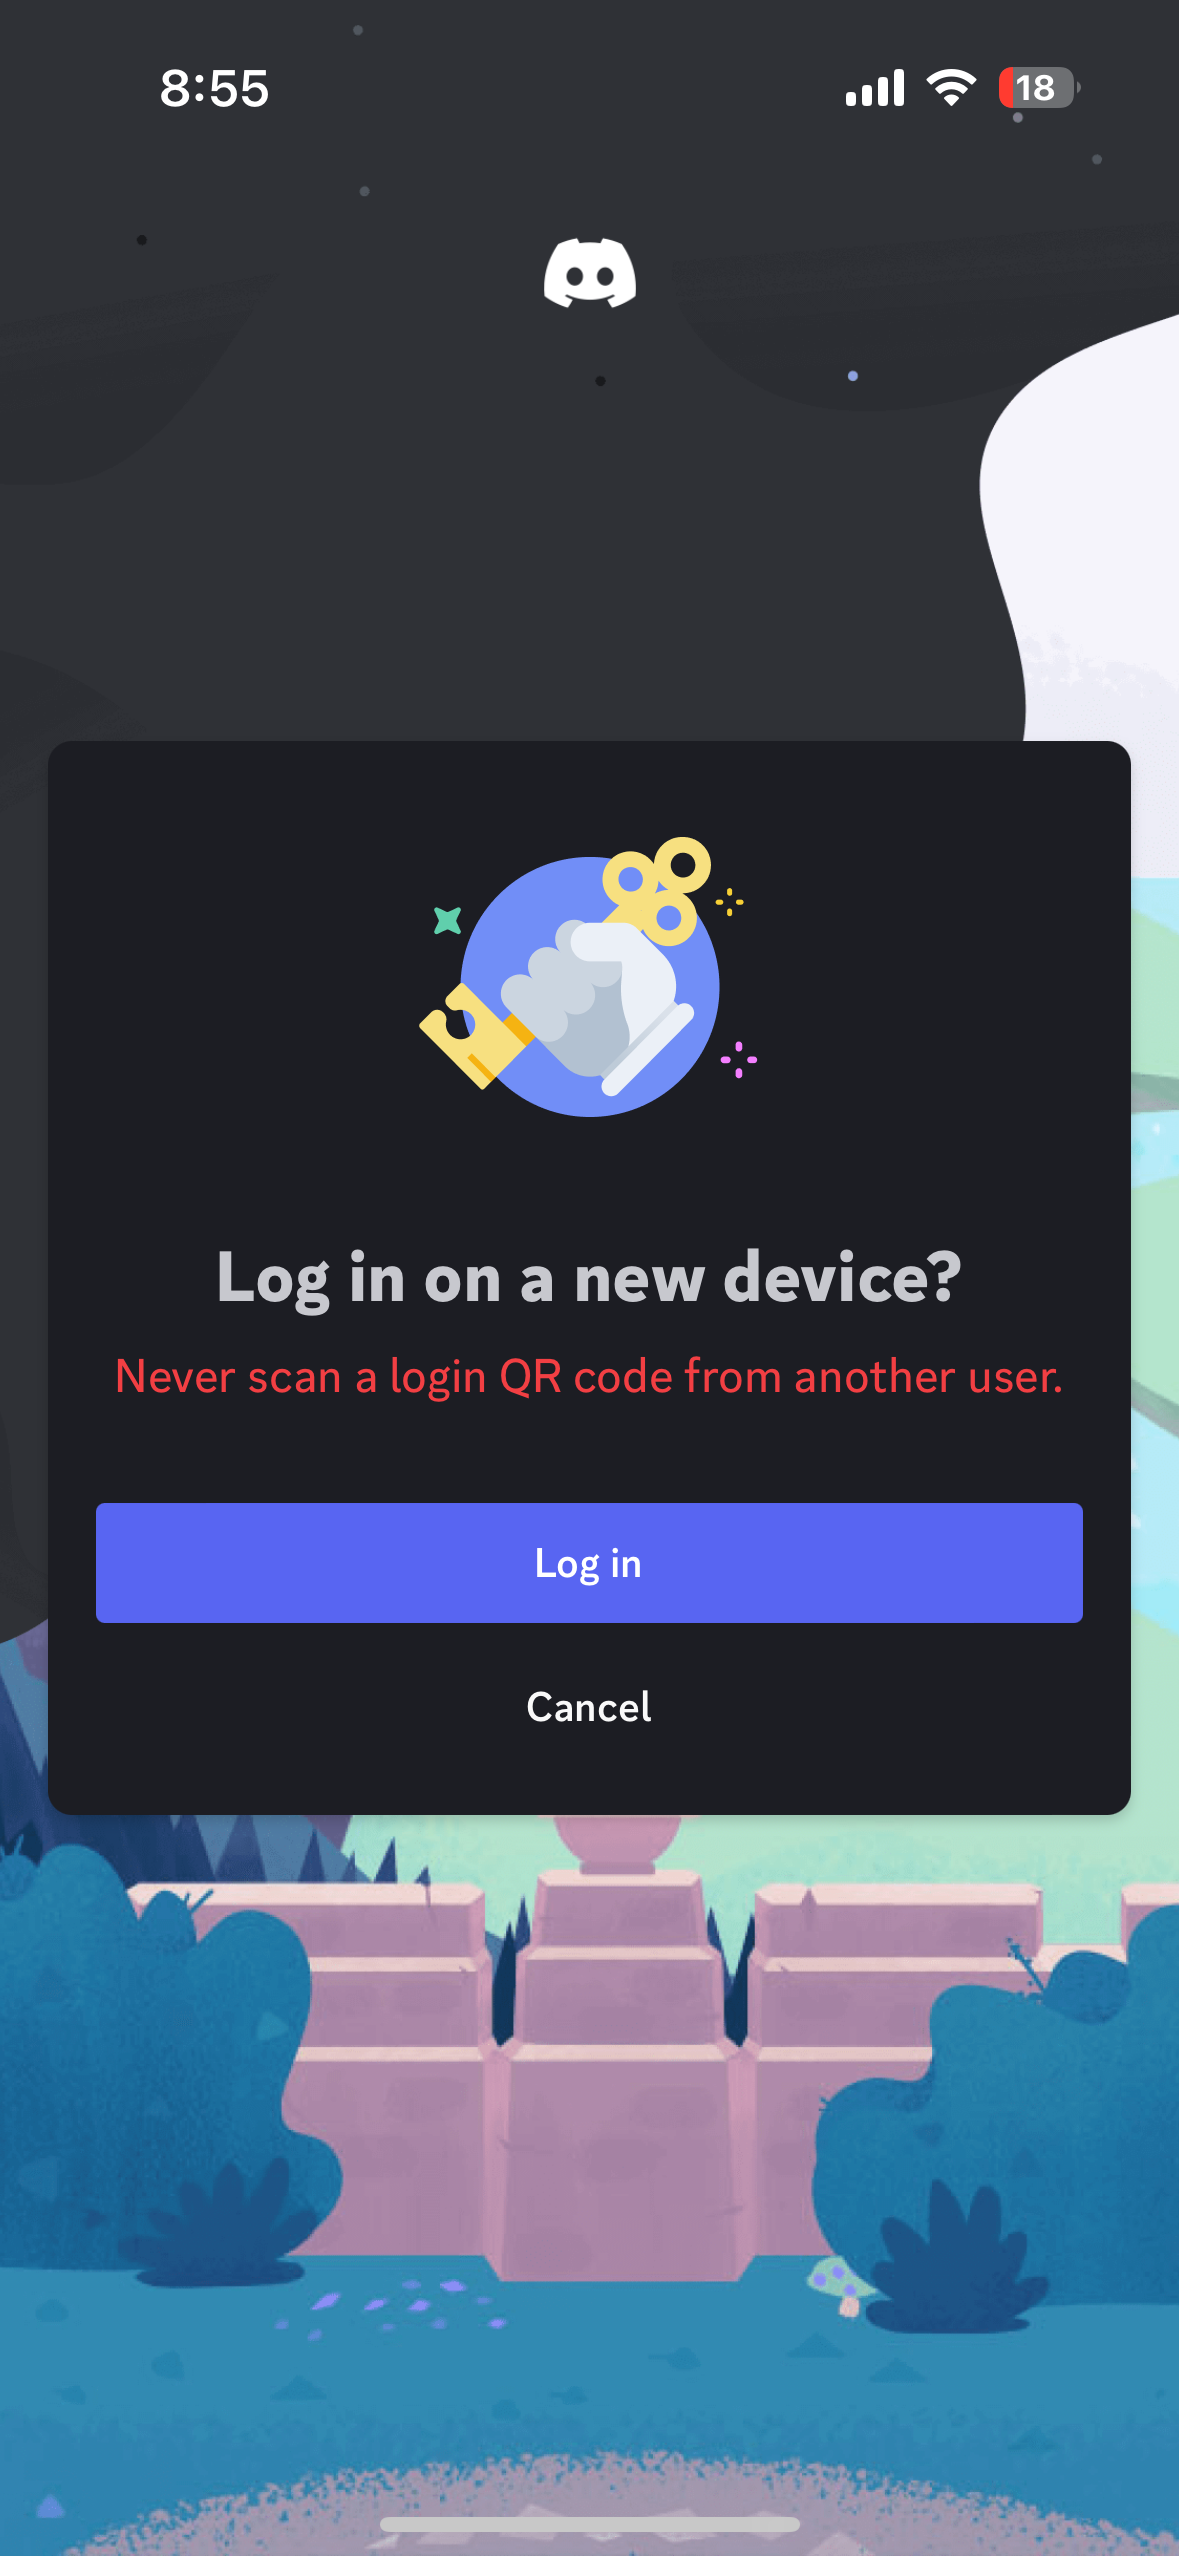 8:55
18
Log in on a new device?
Never scan a login QR code from another user.
Log in
Cancel